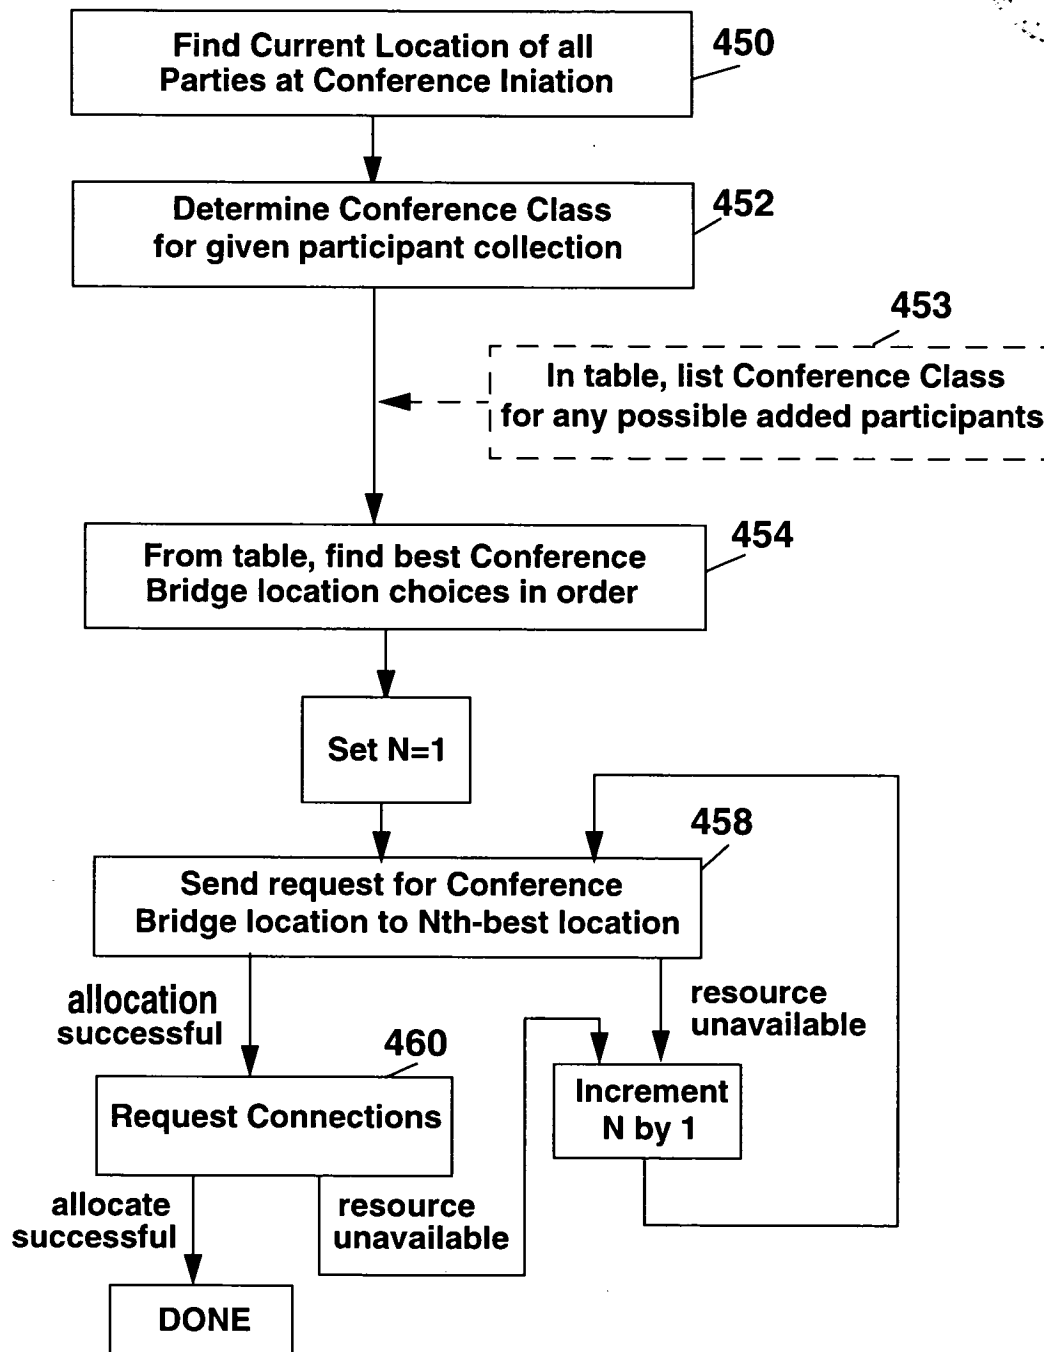 Find Current Location of all
Parties at Conference Iniation
450
Determine Conference Class
for given participant collection
452
453
In table, list Conference Class
for any possible added participants
From table, find best Conference
Bridge location choices in order
454
Set N=1
458
Send request for Conference
Bridge location to Nth-best location
allocation
successful
resource
unavailable
460
Request Connections
Increment
N by 1
allocate
successful
resource
unavailable
DONE